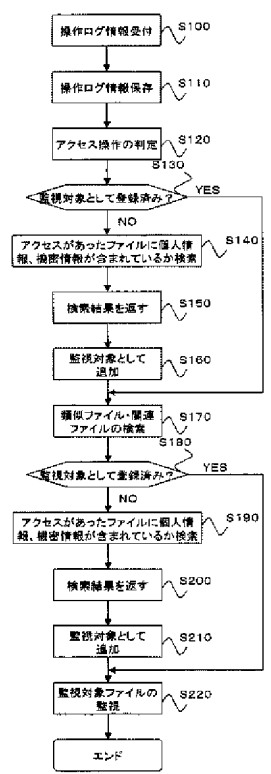 操作ログ情報受付
S100
操作ログ情報保存
S110
アクセス操作の判定
S120
S130
監視対象として登録済み?
YES
NO
アクセスがあったファイルに個人情
報、機密情報が含まれているか検索
S140
検索結果を返す
S150
監視対象として
追加
S160
類似ファイル・関連
ファイルの検索
S170
S180
監視対象として登録済み?
YES
NO
アクセスがあったファイルに個人情
報、機密情報が含まれているか検索
S190
検索結果を返す
S200
監視対象として
追加
S210
監視対象ファイルの
監視
S220
エンド